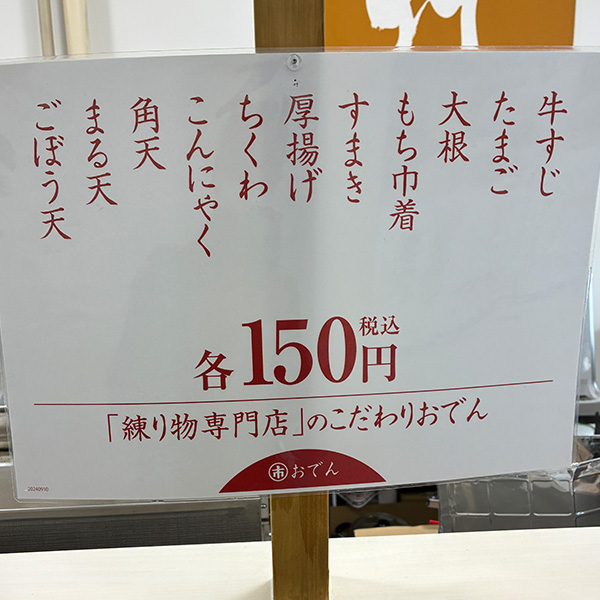 牛すじ
たまご
大根
もち巾着
すまき
厚揚げ
ちくわ
こんにゃく
角天
まる天
ごぼう天
各150円
税込
「練り物専門店」のこだわりおでん
市おでん
20240910